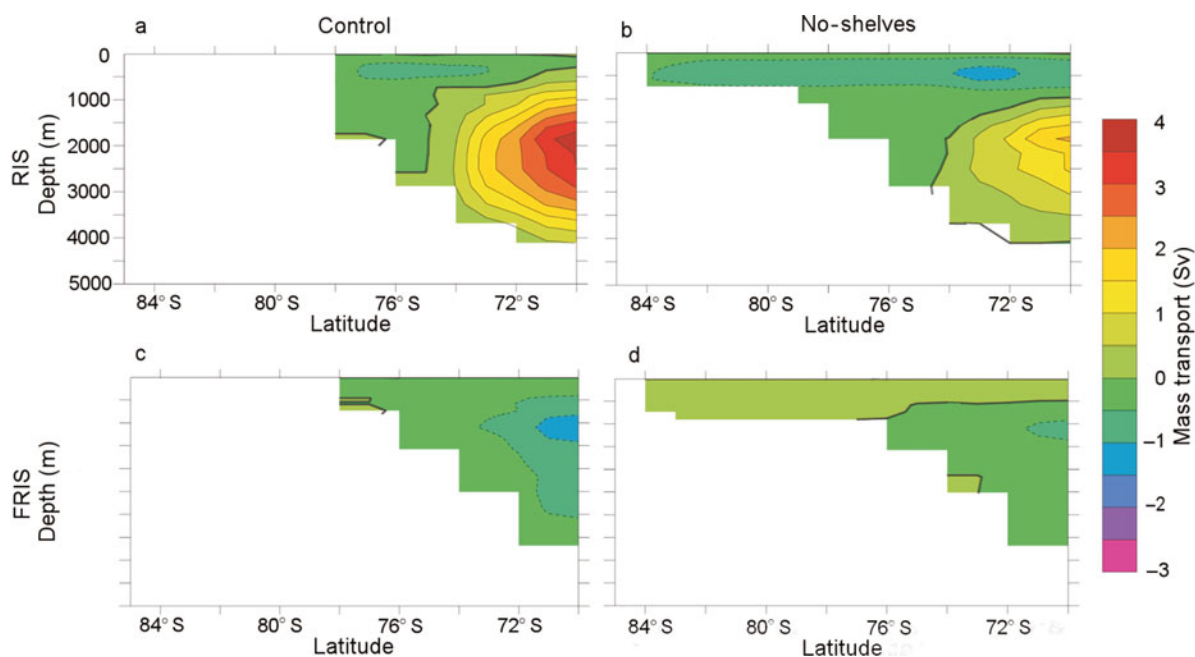 a Control
b No-shelves
0
1000
2000
3000
4000
5000
RIS
Depth (m)
84° S 80° S 76° S 72° S
Latitude
84° S 80° S 76° S 72° S
Latitude
c
d
FRIS
Depth (m)
84° S 80° S 76° S 72° S
Latitude
84° S 80° S 76° S 72° S
Latitude
4
3
2
1
0
–1
–2
–3
Mass transport (Sv)